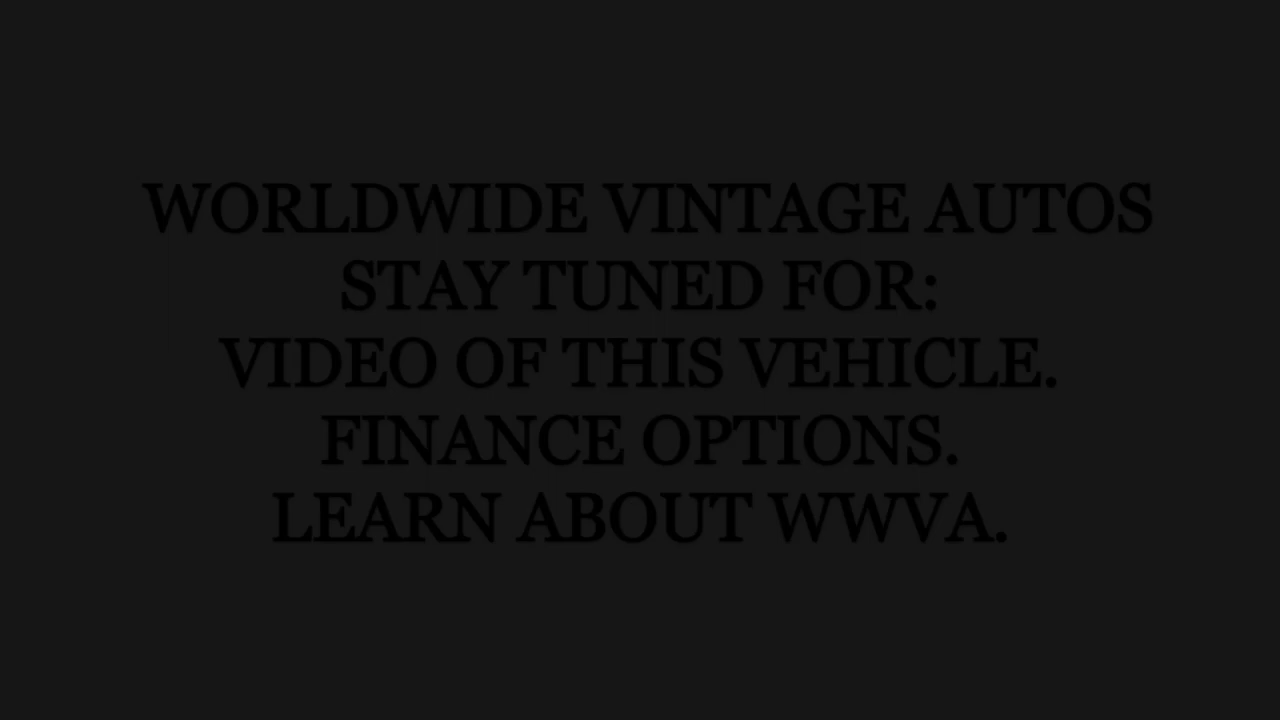 WORLDWIDE VINTAGE AUTOS
STAY TUNED FOR:
VIDEO OF THIS VEHICLE.
FINANCE OPTIONS.
LEARN ABOUT WWVA.